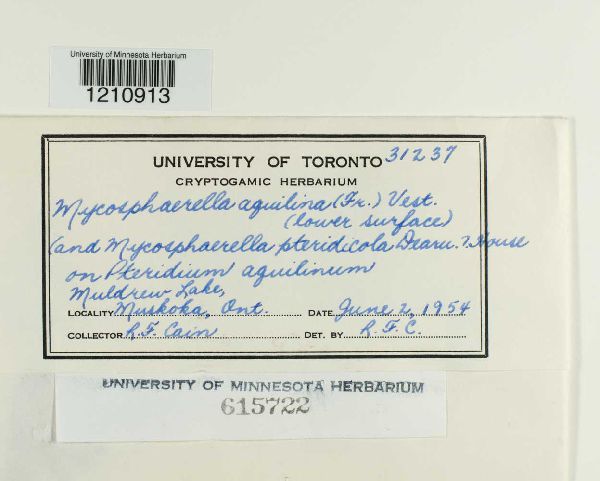 University of Minnesota Herbarium
1210913
UNIVERSITY OF TORONTO 31237
CRYPTOGAMIC HERBARIUM
Mycosphaerella aquilina (Fr.) Vest.
(lower surface)
(and Mycosphaerella pteridicola Dearn. & House
on Pteridium aquilinum
Muldrew Lake,
LOCALITY Muskoka, Ont. DATE June 2, 1954
COLLECTOR R.F. Cain DET. BY R.F.C.
UNIVERSITY OF MINNESOTA HERBARIUM
615722